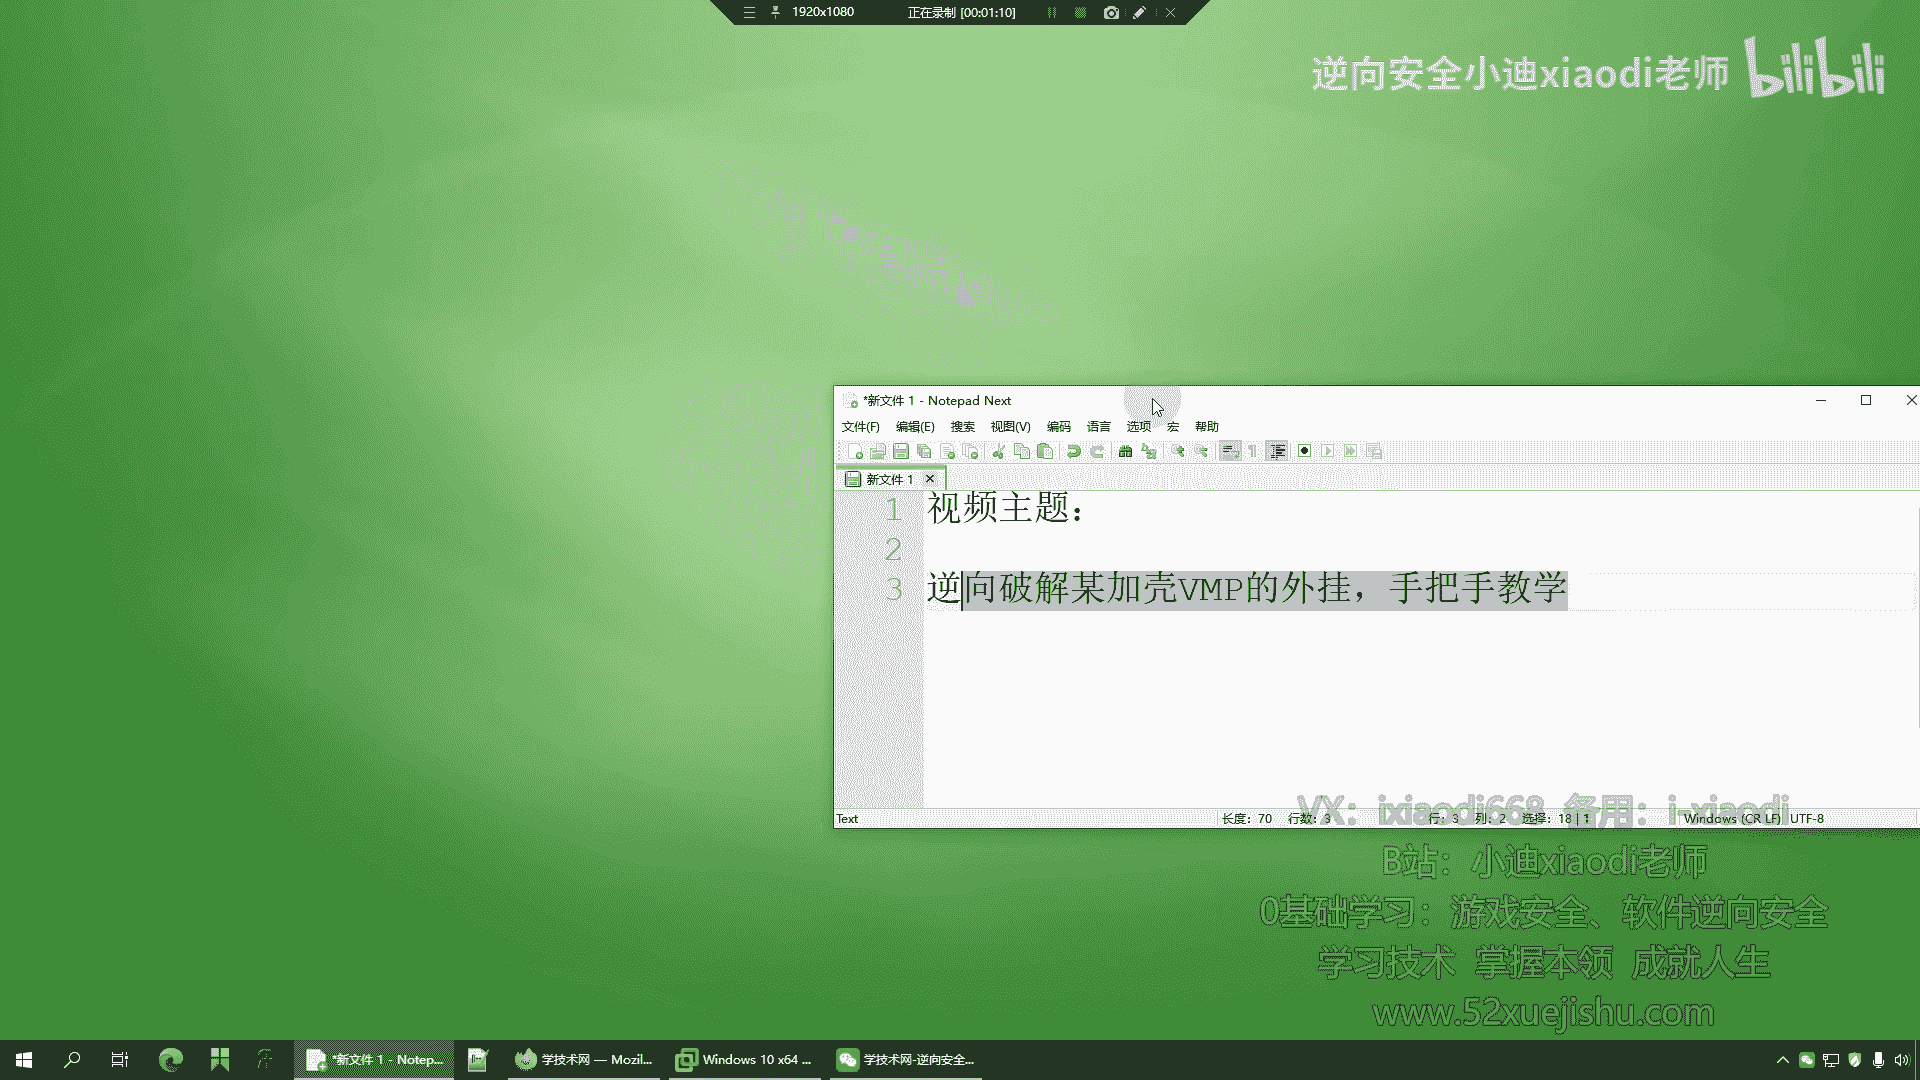 1920x1080
正在录制 [00:01:10]
逆向安全小迪xiaodi老师 bilibili
*新文件 1 - Notepad Next
文件(F) 编辑(E) 搜索 视图(V) 编码 语言 选项 宏 帮助
新文件 1
1 视频主题：
2
3 逆向破解某加壳VMP的外挂，手把手教学
VX：ixiaodi668 备用：i-xiaodi
Text 长度：70 行数：3 行：3 列：2 选择：18 | 1 Windows (CR LF) UTF-8
B站：小迪xiaodi老师
0基础学习：游戏安全、软件逆向安全
学习技术 掌握本领 成就人生
www.52xuejishu.com
*新文件 1 - Notep...
学技术网 — Mozil...
Windows 10 x64 ...
学技术网-逆向安全...